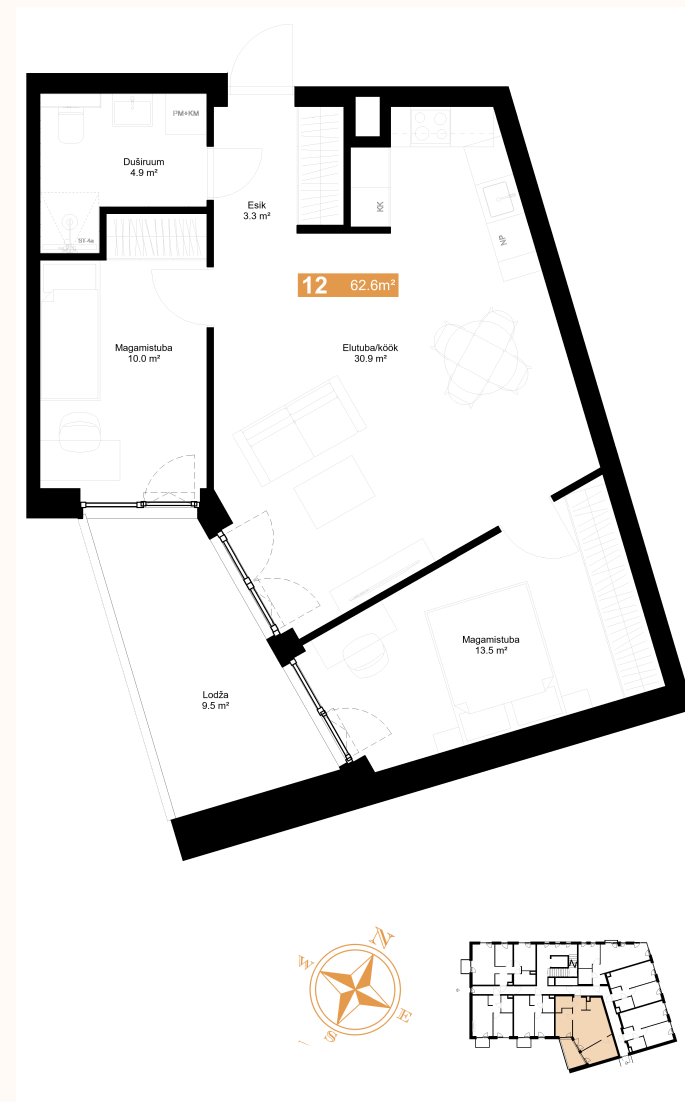 PM+KM
Duširuum
4.9 m²
Esik
3.3 m²
KK
NP
12 62.6m²
Magamistuba
10.0 m²
Elutuba/köök
30.9 m²
Magamistuba
13.5 m²
Lodža
9.5 m²
N
W
E
S